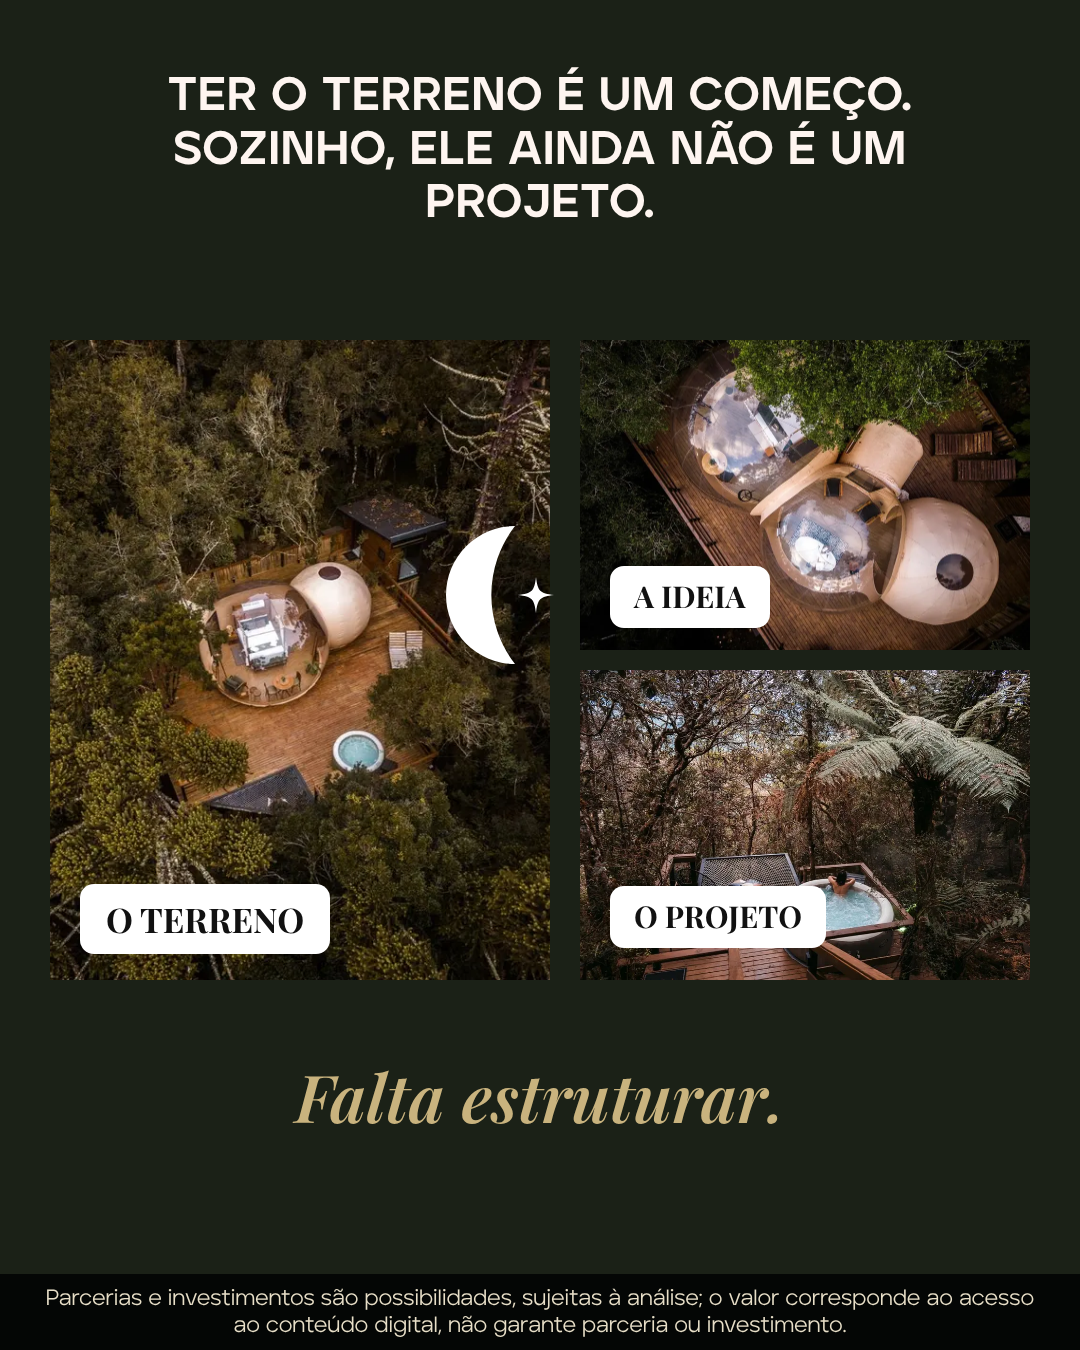 TER O TERRENO É UM COMEÇO.
SOZINHO, ELE AINDA NÃO É UM
PROJETO.
A IDEIA
O TERRENO
O PROJETO
Falta estruturar.
Parcerias e investimentos são possibilidades, sujeitas à análise; o valor corresponde ao acesso
ao conteúdo digital, não garante parceria ou investimento.